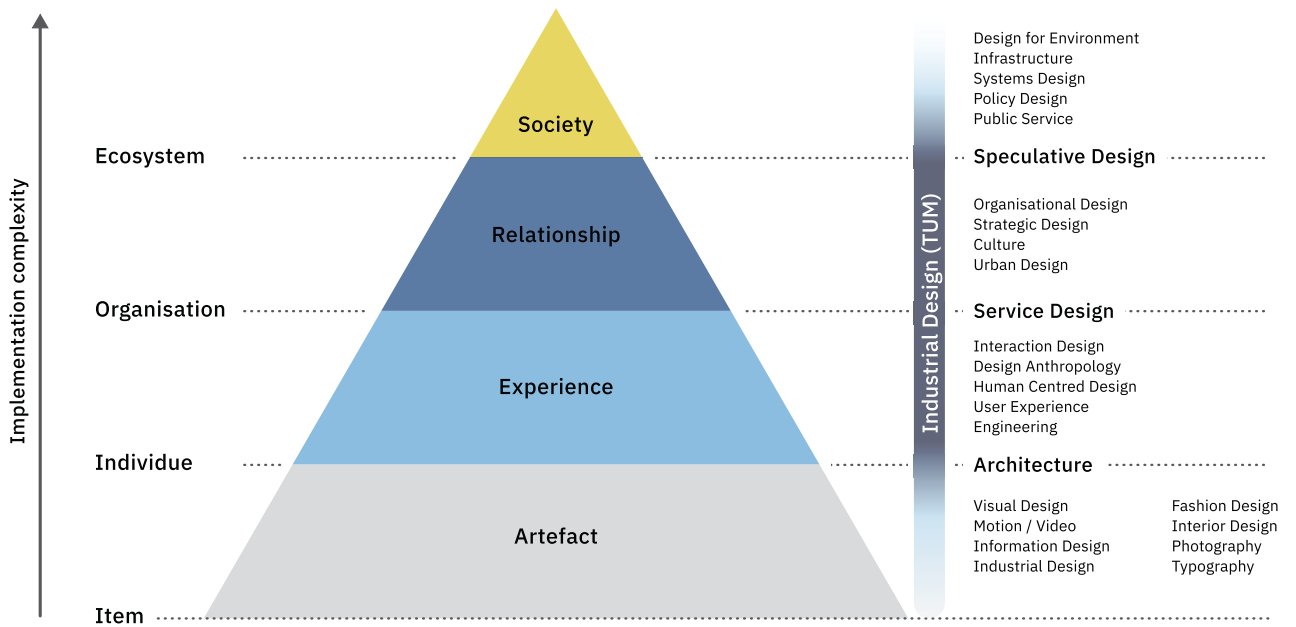 Implementation complexity
Ecosystem
Organisation
Individue
Item
Society
Relationship
Experience
Artefact
Industrial Design (TUM)
Design for Environment
Infrastructure
Systems Design
Policy Design
Public Service
Speculative Design
Organisational Design
Strategic Design
Culture
Urban Design
Service Design
Interaction Design
Design Anthropology
Human Centred Design
User Experience
Engineering
Architecture
Visual Design
Motion / Video
Information Design
Industrial Design
Fashion Design
Interior Design
Photography
Typography